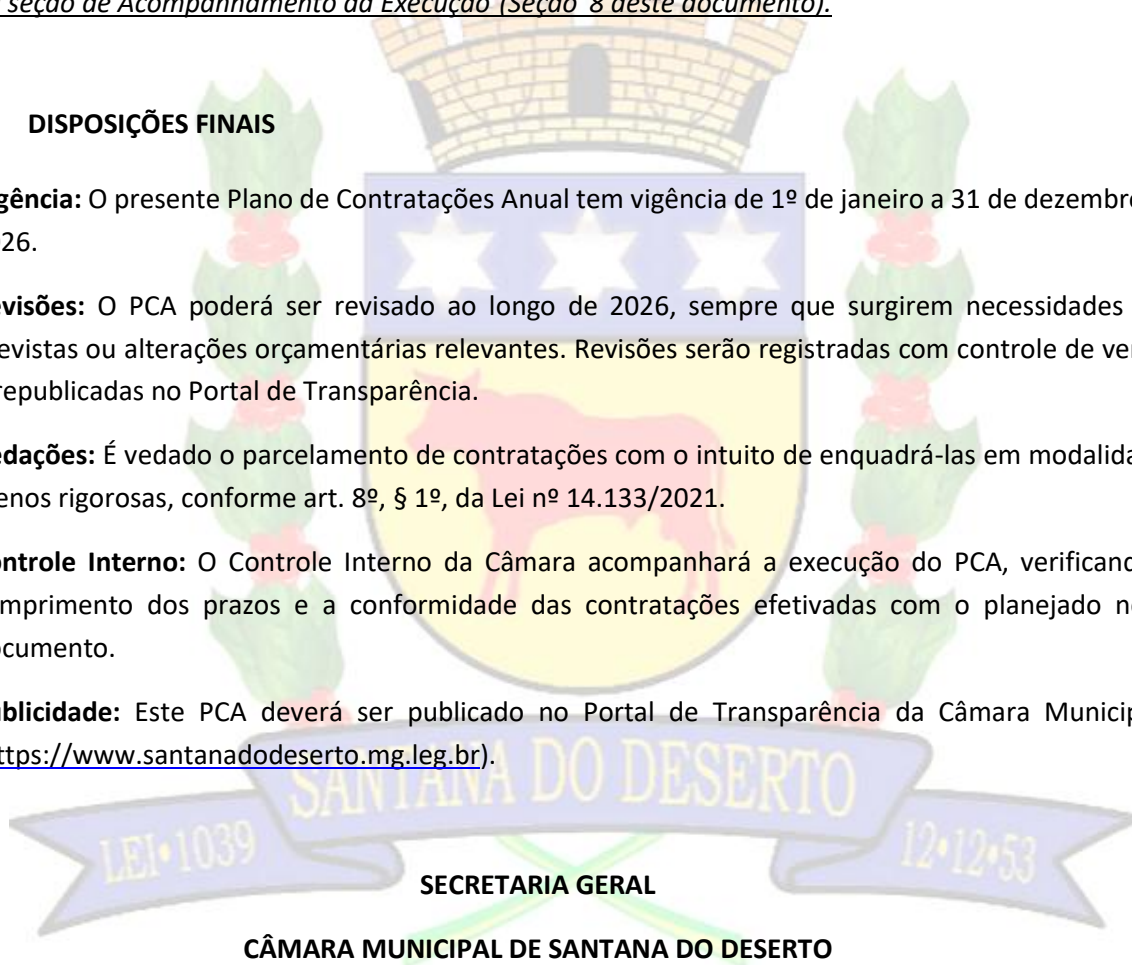 seção de Acompanhamento da Execução (Seção 8 deste documento).
DISPOSIÇÕES FINAIS
gência: O presente Plano de Contratações Anual tem vigência de 1º de janeiro a 31 de dezembro
26.
visões: O PCA poderá ser revisado ao longo de 2026, sempre que surgirem necessidades
evistas ou alterações orçamentárias relevantes. Revisões serão registradas com controle de ver
republicadas no Portal de Transparência.
edações: É vedado o parcelamento de contratações com o intuito de enquadrá-las em modalida
enos rigorosas, conforme art. 8º, § 1º, da Lei nº 14.133/2021.
ontrole Interno: O Controle Interno da Câmara acompanhará a execução do PCA, verificand
mprimento dos prazos e a conformidade das contratações efetivadas com o planejado ne
ocumento.
ublicidade: Este PCA deverá ser publicado no Portal de Transparência da Câmara Municip
ttps://www.santanadodeserto.mg.leg.br).
SANTANA DO DESERTO
LEI•1039
12•12•53
SECRETARIA GERAL
CÂMARA MUNICIPAL DE SANTANA DO DESERTO